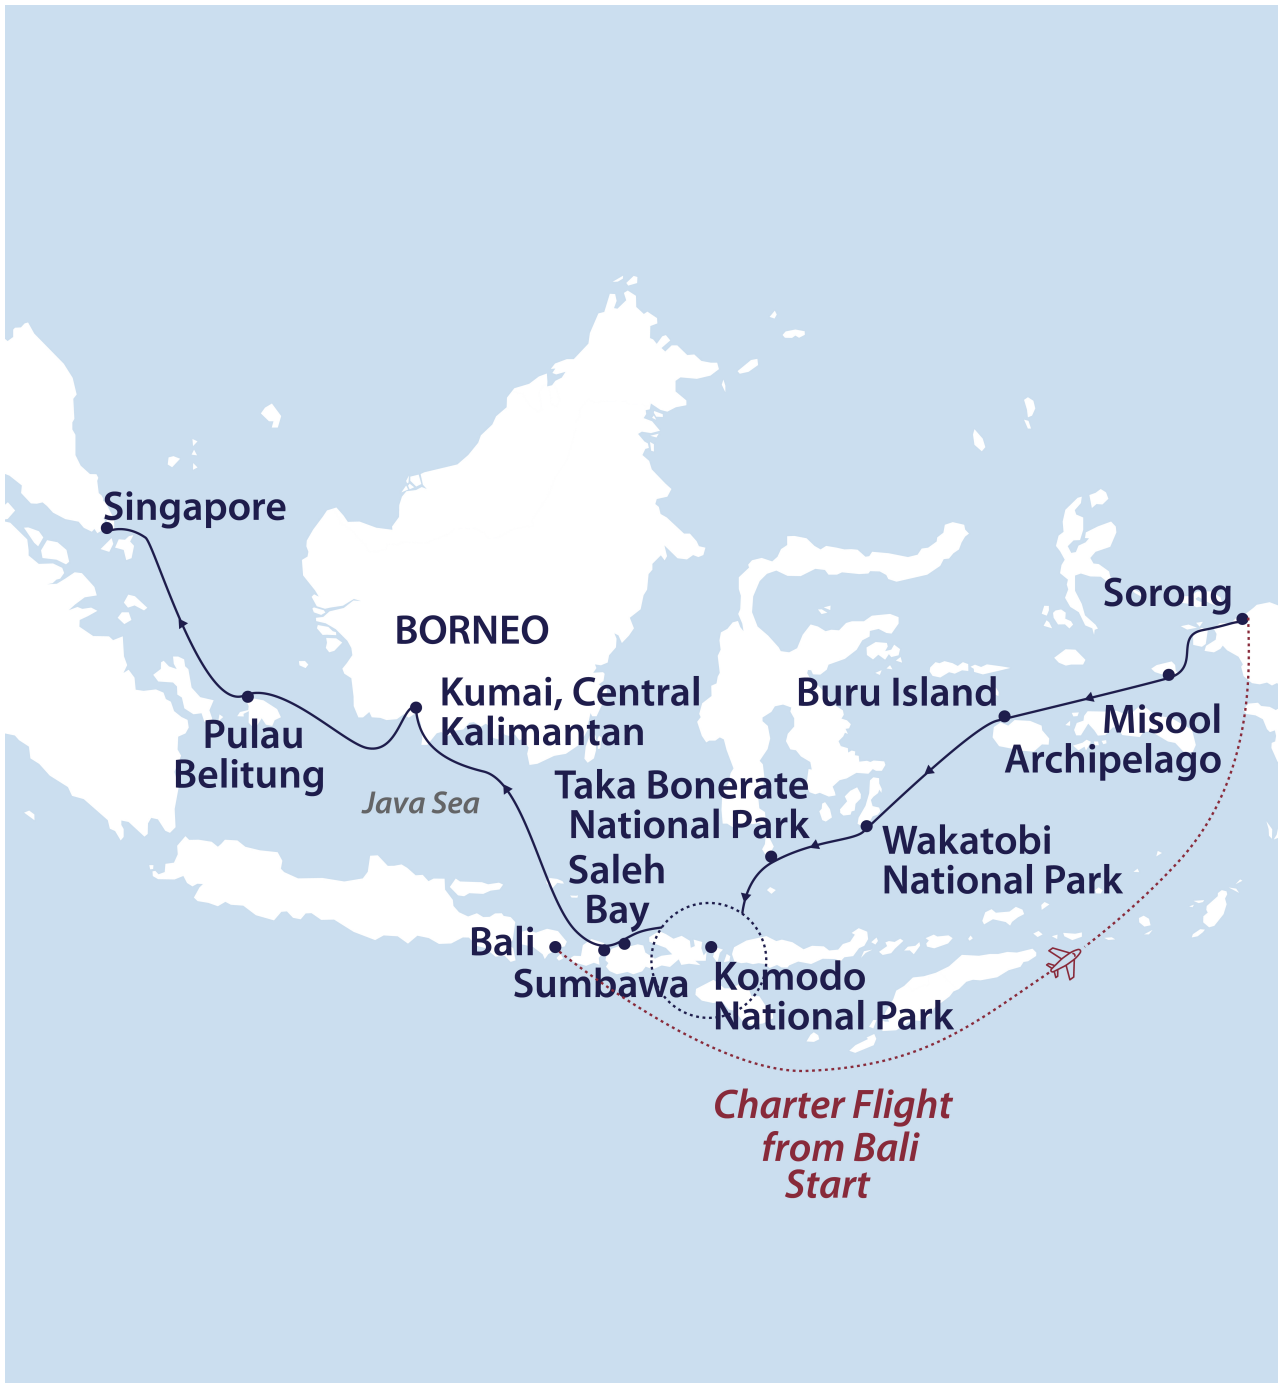 Singapore
Sorong
BORNEO
Kumai, Central
Kalimantan
Buru Island
Misool
Archipelago
Pulau
Belitung
Java Sea
Taka Bonerate
National Park
Wakatobi
National Park
Saleh
Bay
Bali
Sumbawa
Komodo
National Park
Charter Flight
from Bali
Start